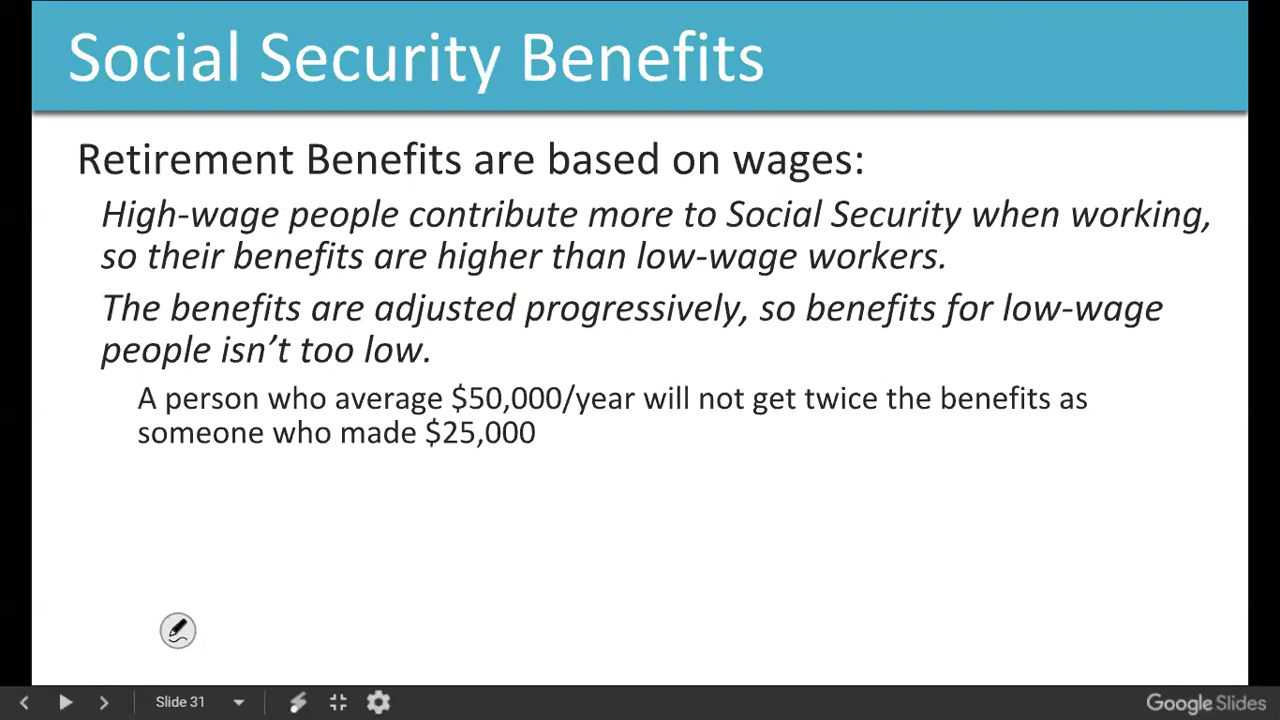 Social Security Benefits
Retirement Benefits are based on wages:
High-wage people contribute more to Social Security when working,
so their benefits are higher than low-wage workers.
The benefits are adjusted progressively, so benefits for low-wage
people isn’t too low.
A person who average $50,000/year will not get twice the benefits as
someone who made $25,000
Slide 31
Google Slides